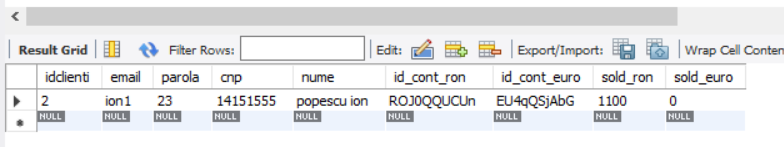 Result Grid Filter Rows: Edit: Export/Import: Wrap Cell Conten
idclienti email parola cnp nume id_cont_ron id_cont_euro sold_ron sold_euro
2 ion1 23 14151555 popescu ion ROJ0QQUCUn EU4qQSjAbG 1100 0
NULL NULL NULL NULL NULL NULL NULL NULL NULL